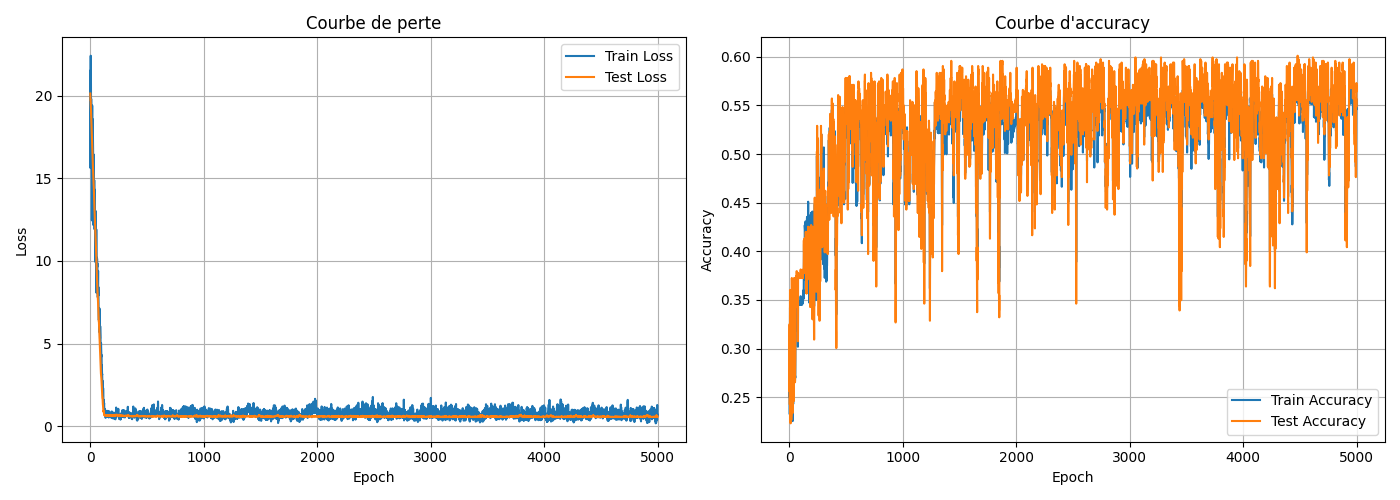 Courbe de perte
Train Loss
Test Loss
20
15
10
5
0
Loss
0 1000 2000 3000 4000 5000
Epoch
Courbe d'accuracy
0.60
0.55
0.50
0.45
0.40
0.35
0.30
0.25
Accuracy
Train Accuracy
Test Accuracy
0 1000 2000 3000 4000 5000
Epoch